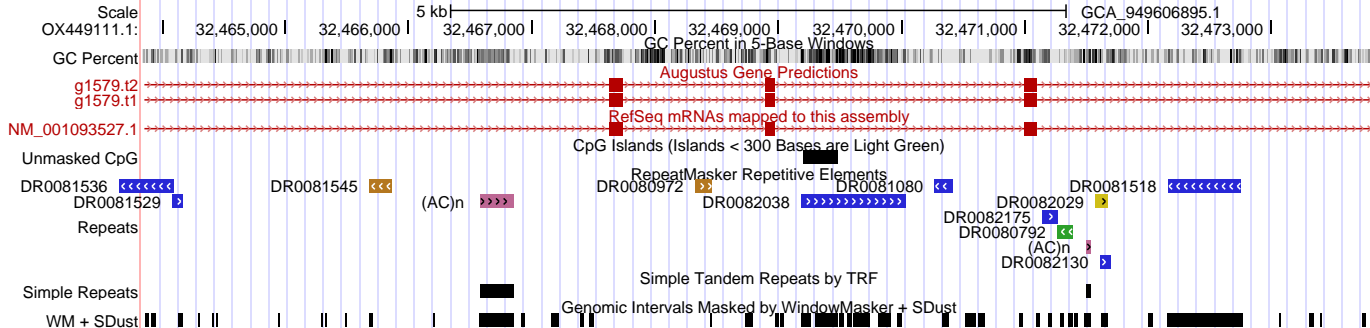 Scale 5 kb GCA_949606895.1
OX449111.1: 32,465,000 32,466,000 32,467,000 32,468,000 32,469,000 32,470,000 32,471,000 32,472,000 32,473,000
GC Percent in 5-Base Windows
GC Percent
Augustus Gene Predictions
g1579.t2
g1579.t1
RefSeq mRNAs mapped to this assembly
NM_001093527.1
CpG Islands (Islands < 300 Bases are Light Green)
Unmasked CpG
RepeatMasker Repetitive Elements
DR0081536 DR0081545 DR0080972 DR0081080 DR0081518
DR0081529 (AC)n DR0082038 DR0082029
DR0082175
Repeats DR0080792
(AC)n
DR0082130
Simple Tandem Repeats by TRF
Simple Repeats
Genomic Intervals Masked by WindowMasker + SDust
WM + SDust